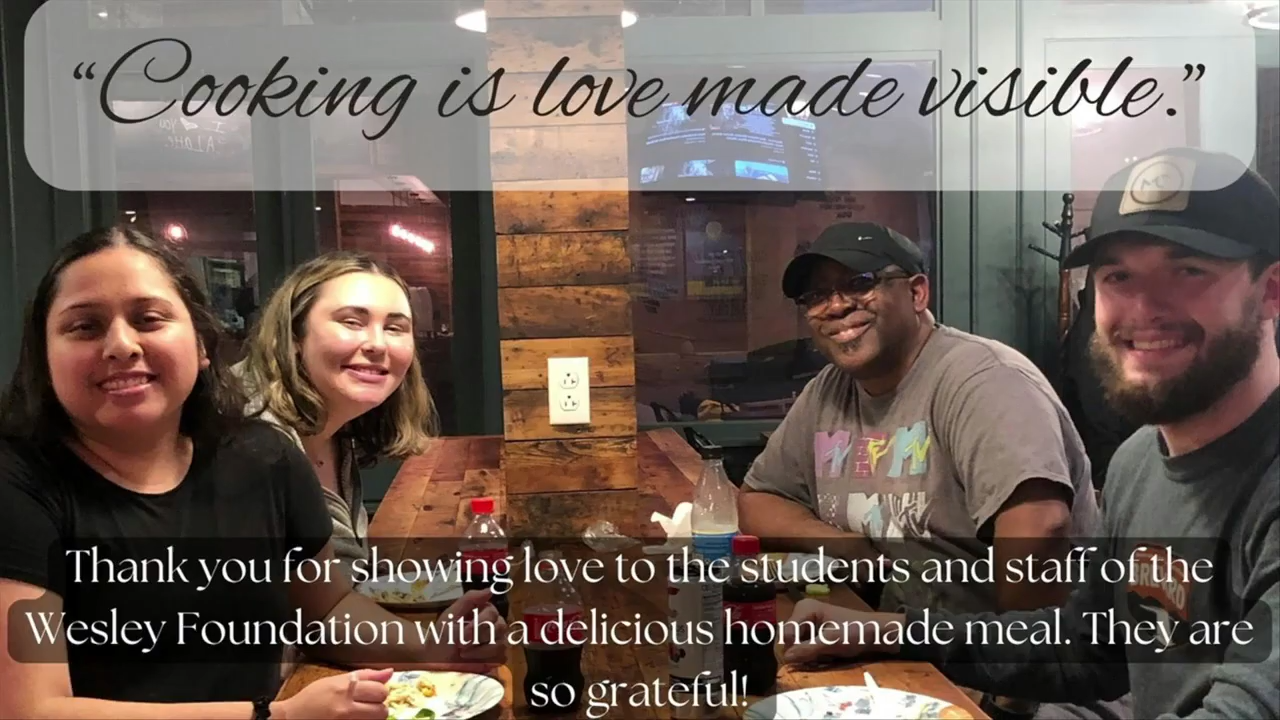 “Cooking is love made visible.”
Thank you for showing love to the students and staff of the
Wesley Foundation with a delicious homemade meal. They are
so grateful!